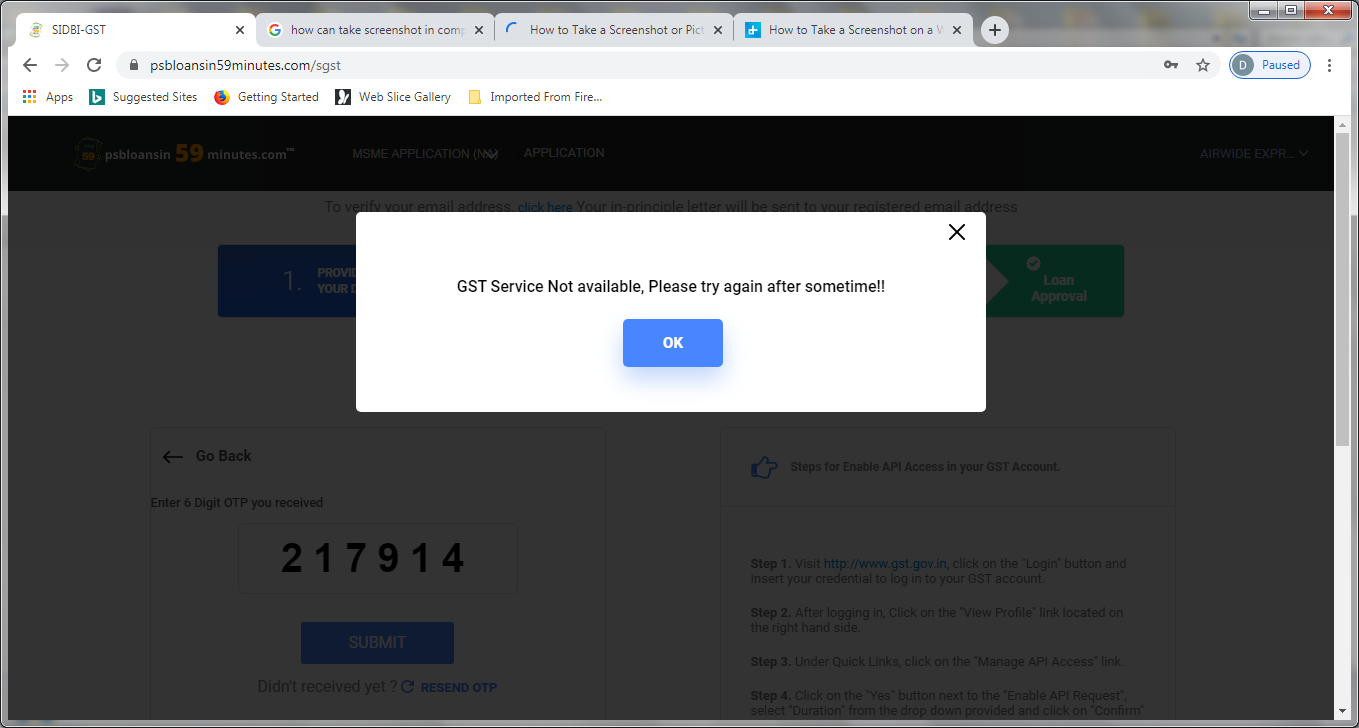 SIDBI-GST
how can take screenshot in comp
How to Take a Screenshot or Pict
How to Take a Screenshot on a W
psbloansin59minutes.com/sgst
D Paused
Apps
Suggested Sites
Getting Started
Web Slice Gallery
Imported From Fire...
59 psbloansin 59 minutes.com™
MSME APPLICATION
APPLICATION
AIRWIDE EXPR...
To verify your email address, click here Your in-principle letter will be sent to your registered email address
1.
PROVID
YOUR D
Loan
Approval
GST Service Not available, Please try again after sometime!!
OK
Go Back
Enter 6 Digit OTP you received
217914
SUBMIT
Didn't received yet ? RESEND OTP
Steps for Enable API Access in your GST Account.
Step 1. Visit http://www.gst.gov.in, click on the "Login" button and
Insert your credential to log in to your GST account.
Step 2. After logging in, Click on the "View Profile" link located on
the right hand side.
Step 3. Under Quick Links, click on the "Manage API Access" link.
Step 4. Click on the "Yes" button next to the "Enable API Request",
select "Duration" from the drop down provided and click on "Confirm"